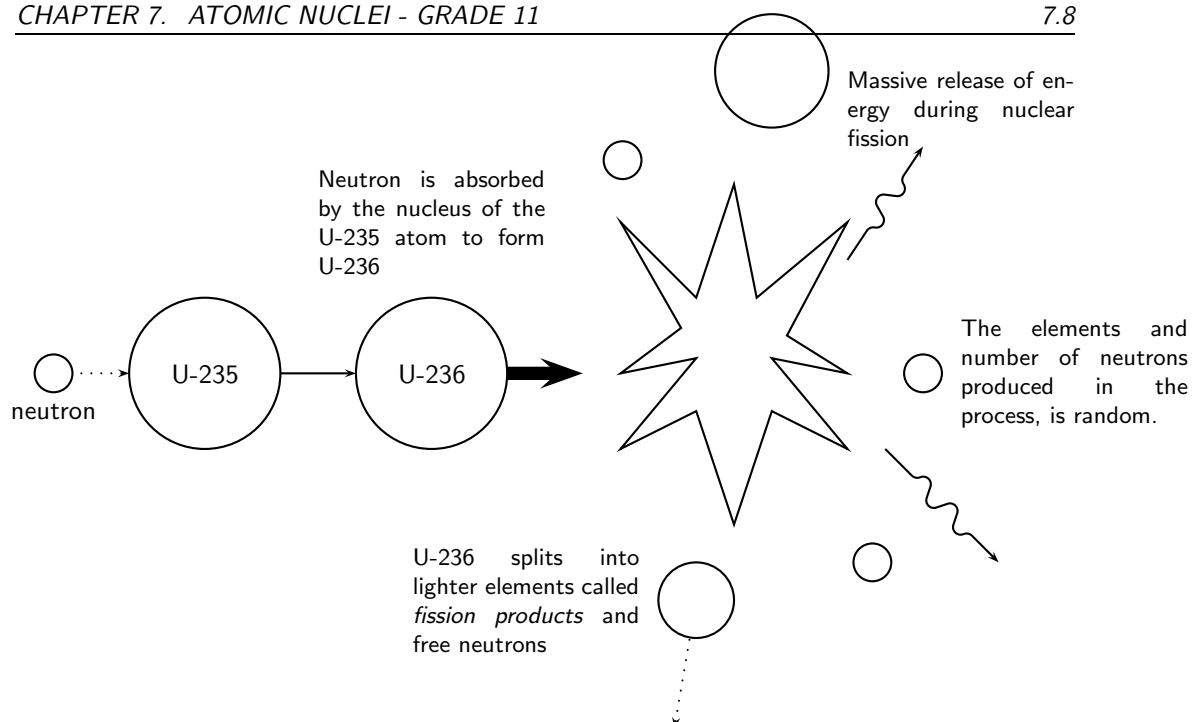 CHAPTER 7. ATOMIC NUCLEI - GRADE 11 7.8
Massive release of en-
ergy during nuclear
fission
Neutron is absorbed
by the nucleus of the
U-235 atom to form
U-236
The elements and
number of neutrons
produced in the
process, is random.
U-235
U-236
neutron
U-236 splits into
lighter elements called
fission products and
free neutrons